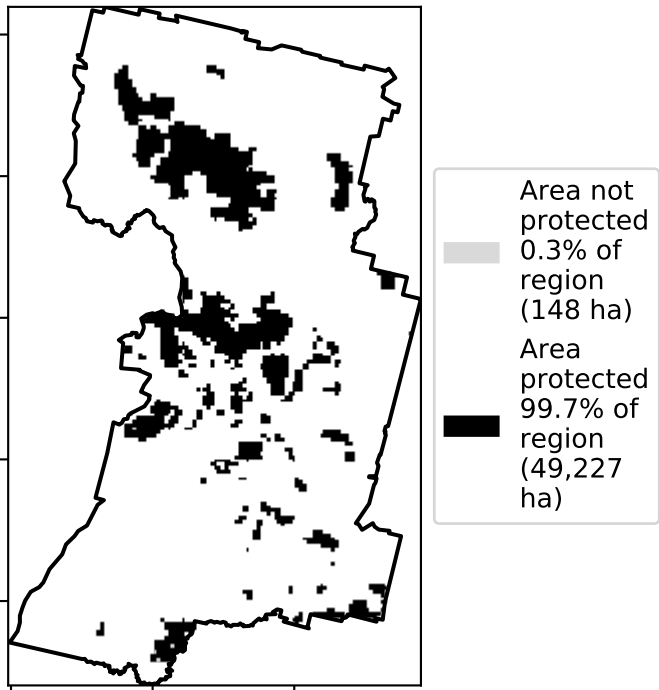 Area not
protected
0.3% of
region
(148 ha)
Area
protected
99.7% of
region
(49,227
ha)